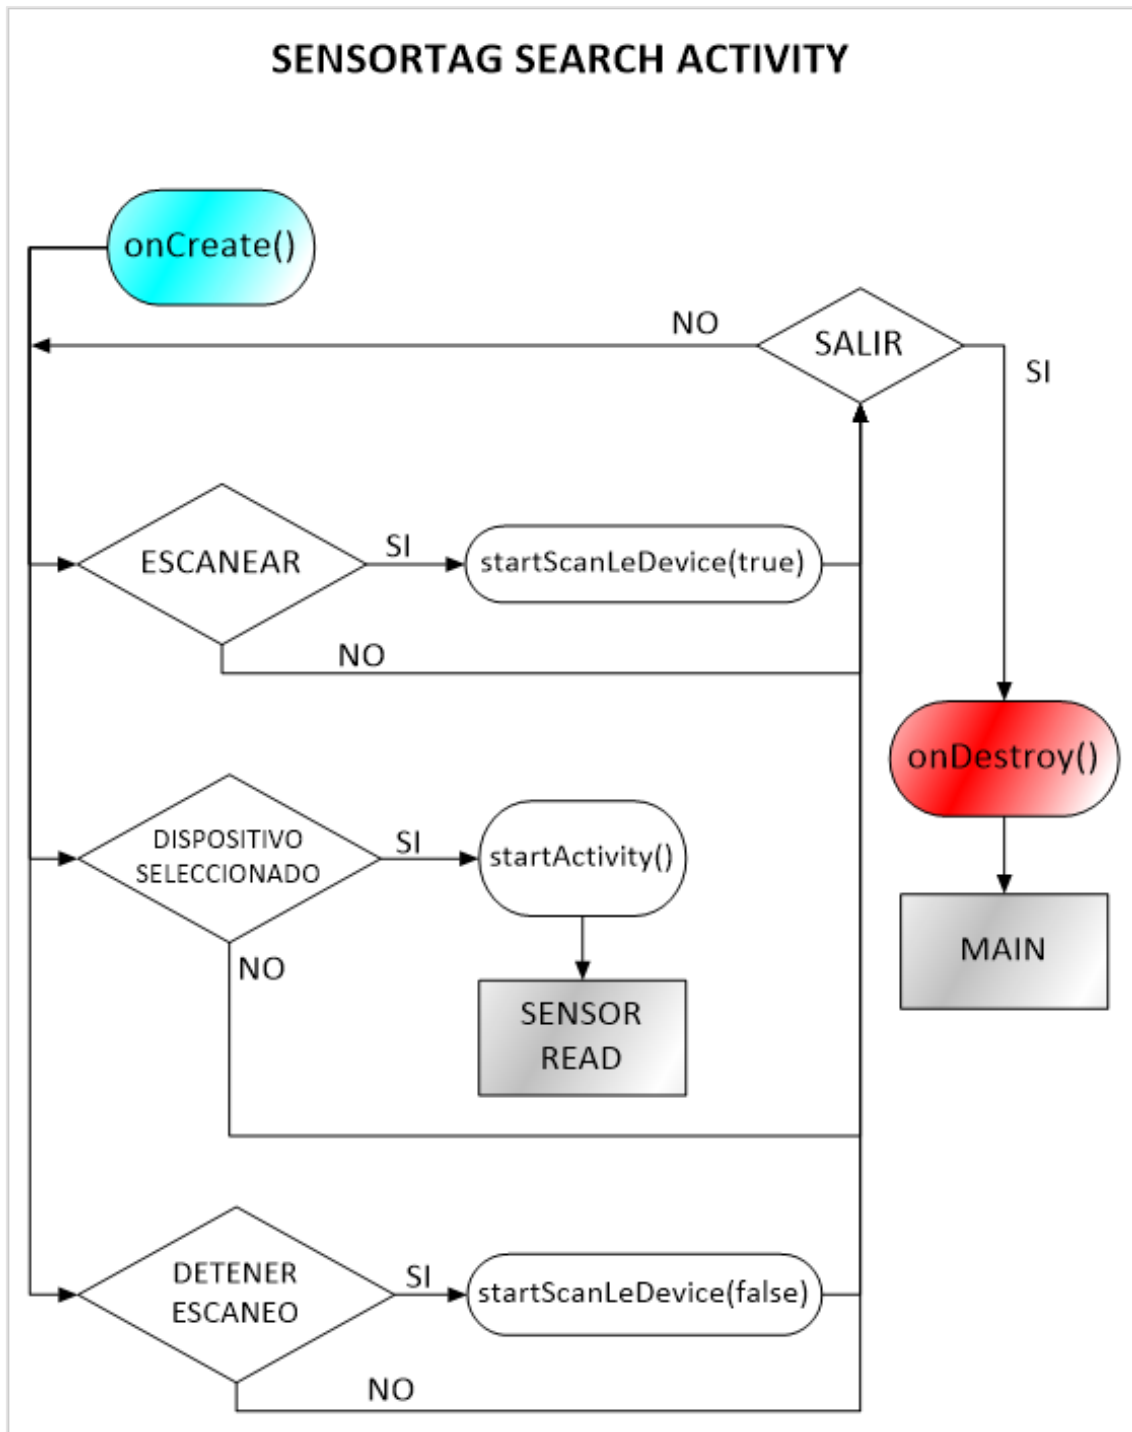 SENSORTAG SEARCH ACTIVITY
onCreate()
NO
SALIR
SI
ESCANEAR
SI
startScanLeDevice(true)
NO
onDestroy()
DISPOSITIVO
SELECCIONADO
SI
startActivity()
NO
MAIN
SENSOR
READ
DETENER
ESCANEO
SI
startScanLeDevice(false)
NO